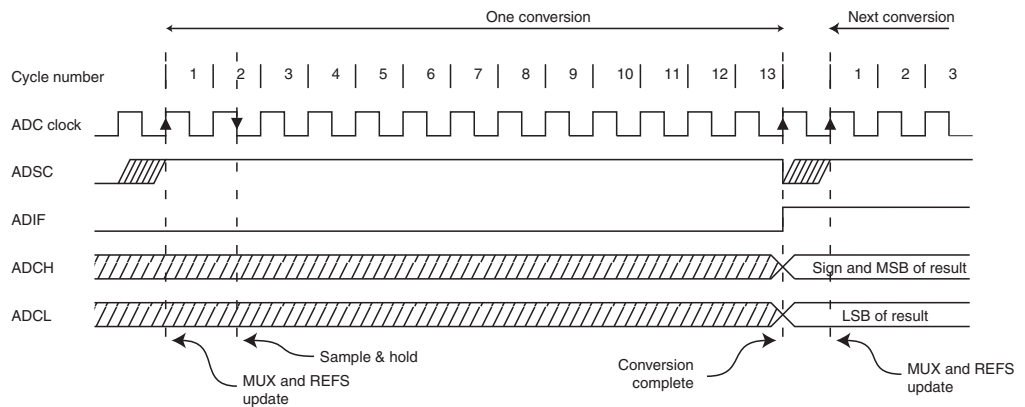 One conversion
Next conversion
Cycle number
1 2 3 4 5 6 7 8 9 10 11 12 13 1 2 3
ADC clock
ADSC
ADIF
ADCH
Sign and MSB of result
ADCL
LSB of result
Sample & hold
MUX and REFS
update
Conversion
complete
MUX and REFS
update